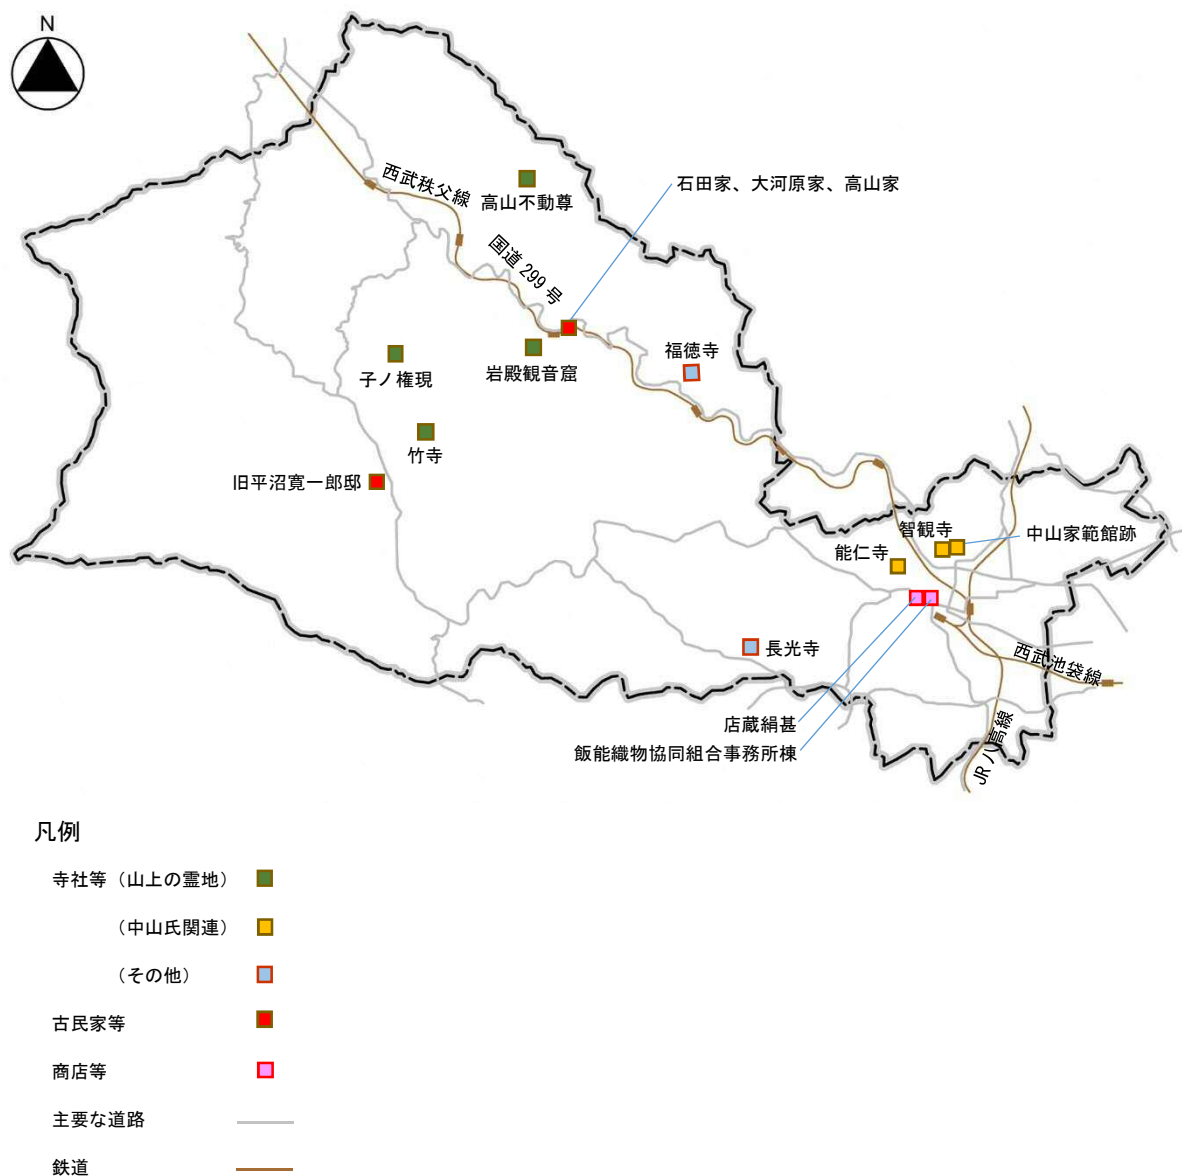 N
西武秩父線
高山不動尊
石田家、大河原家、高山家
国道 299 号
福徳寺
子ノ権現
岩殿観音窟
竹寺
旧平沼寛一郎邸
智観寺
中山家範館跡
能仁寺
長光寺
西武池袋線
店蔵絹甚
飯能織物協同組合事務所棟
JR 八高線
凡例
寺社等（山上の霊地）
（中山氏関連）
（その他）
古民家等
商店等
主要な道路
鉄道